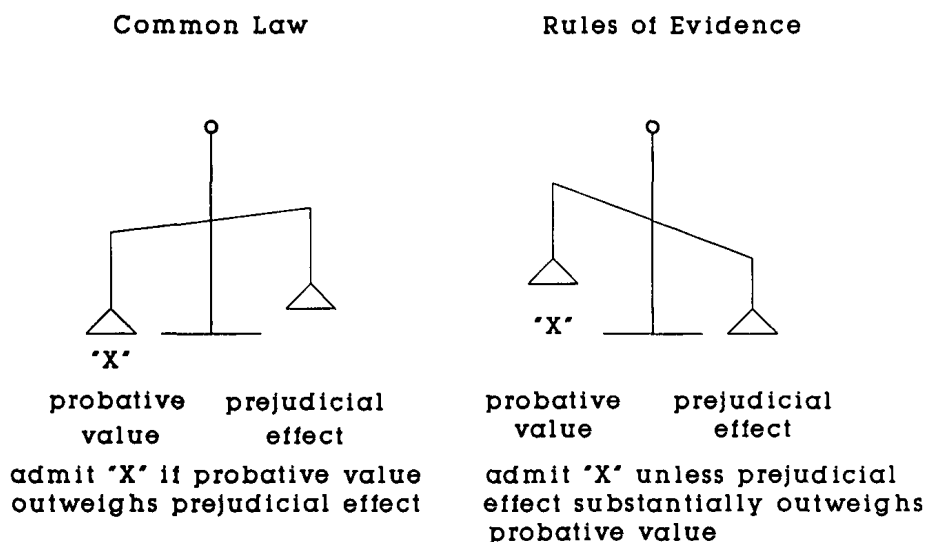 Common Law
"X"
probative prejudicial
value effect
admit "X" if probative value
outweighs prejudicial effect
Rules of Evidence
"X"
probative prejudicial
value effect
admit "X" unless prejudicial
effect substantially outweighs
probative value